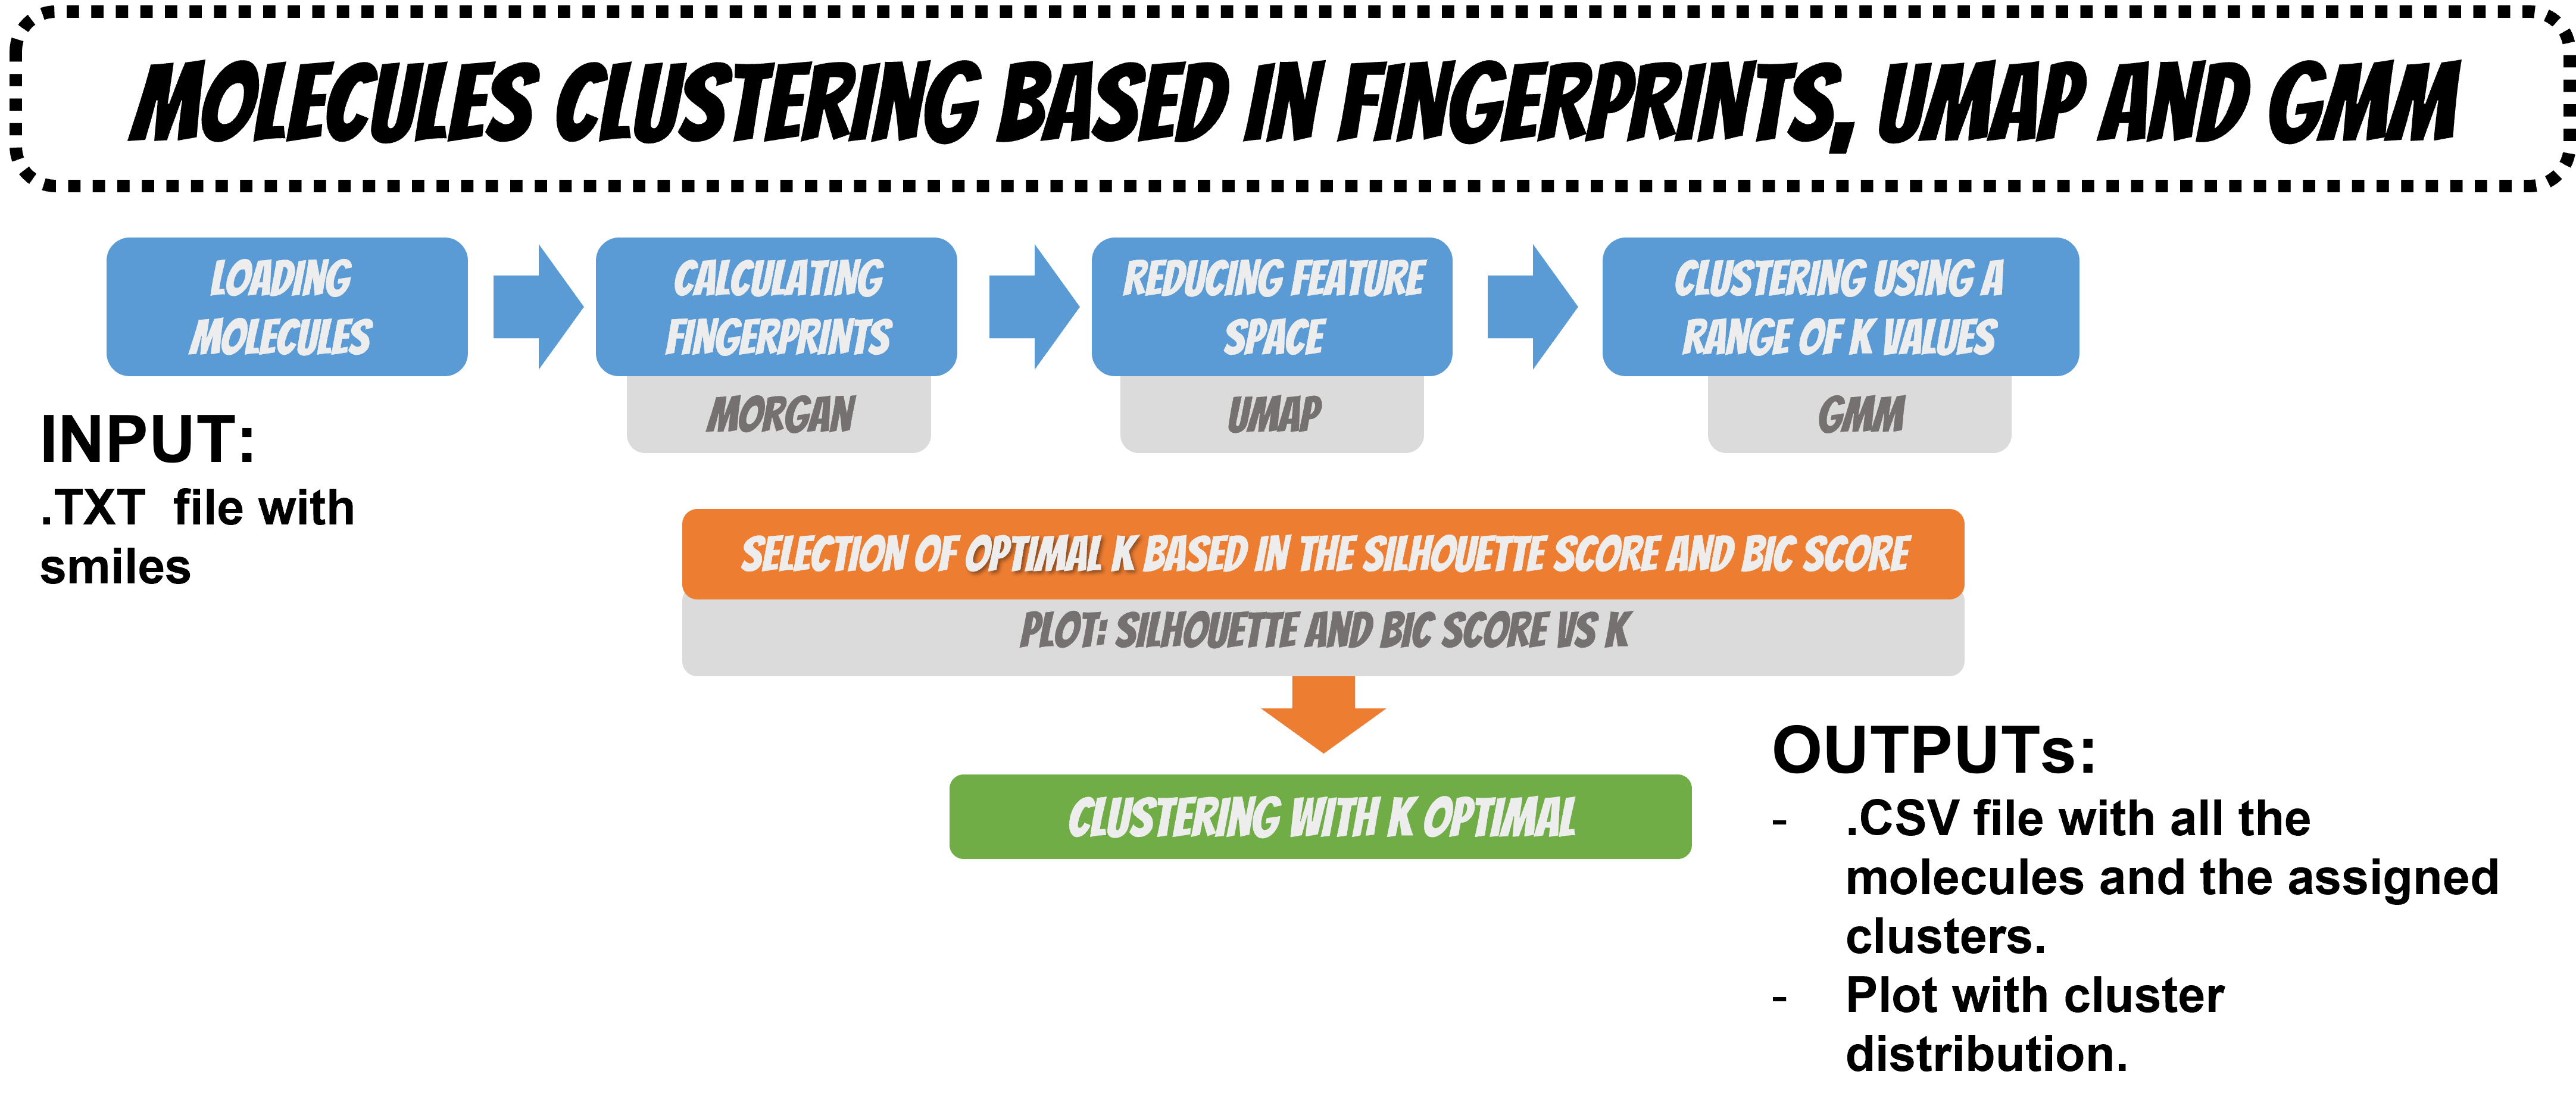 MOLECULES CLUSTERING BASED IN FINGERPRINTS, UMAP AND GMM
LOADING
MOLECULES
CALCULATING
FINGERPRINTS
MORGAN
REDUCING FEATURE
SPACE
UMAP
CLUSTERING USING A
RANGE OF K VALUES
GMM
INPUT:
.TXT file with
smiles
SELECTION OF OPTIMAL K BASED IN THE SILHOUETTE SCORE AND BIC SCORE
PLOT: SILHOUETTE AND BIC SCORE VS K
CLUSTERING WITH K OPTIMAL
OUTPUTs:
- .CSV file with all the
molecules and the assigned
clusters.
- Plot with cluster
distribution.